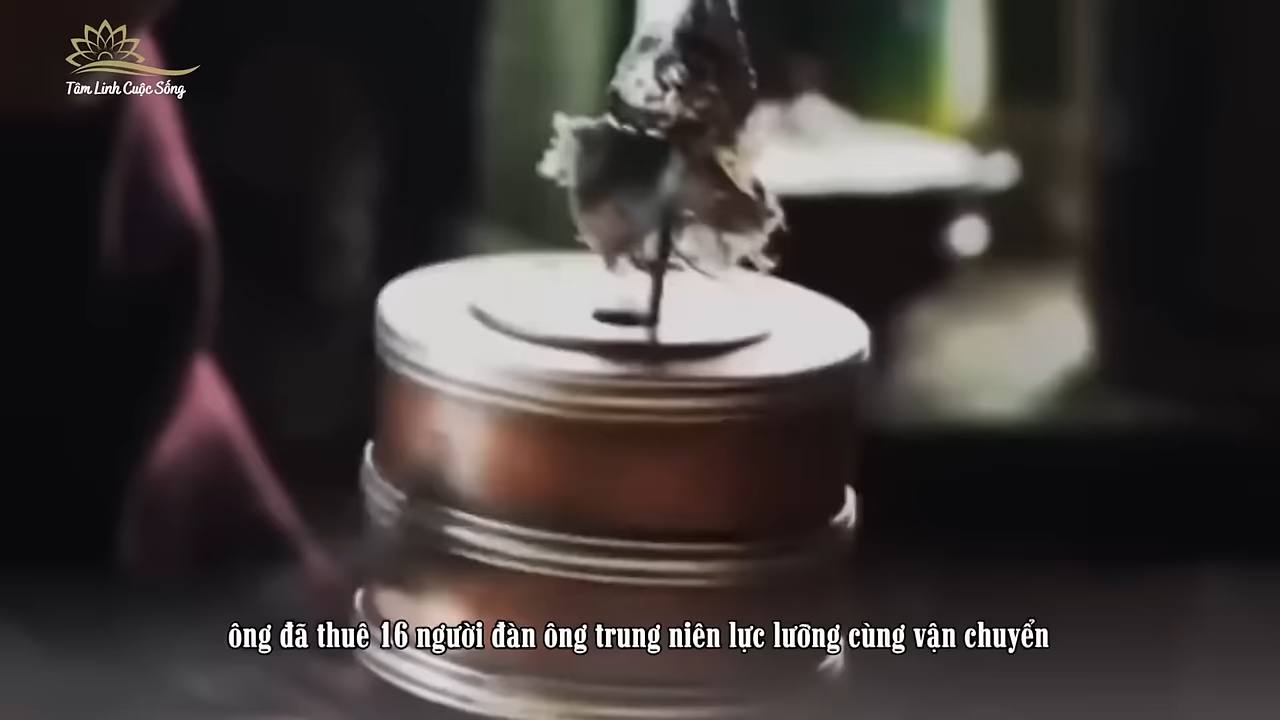 Tâm Linh Cuộc Sống
ông đã thuê 16 người đàn ông trung niên lực lưỡng cùng vận chuyển